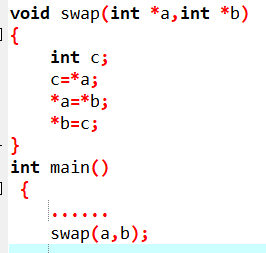 void swap(int *a,int *b)
{
int c;
c=*a;
*a=*b;
*b=c;
}
int main()
{
......
swap(a,b);